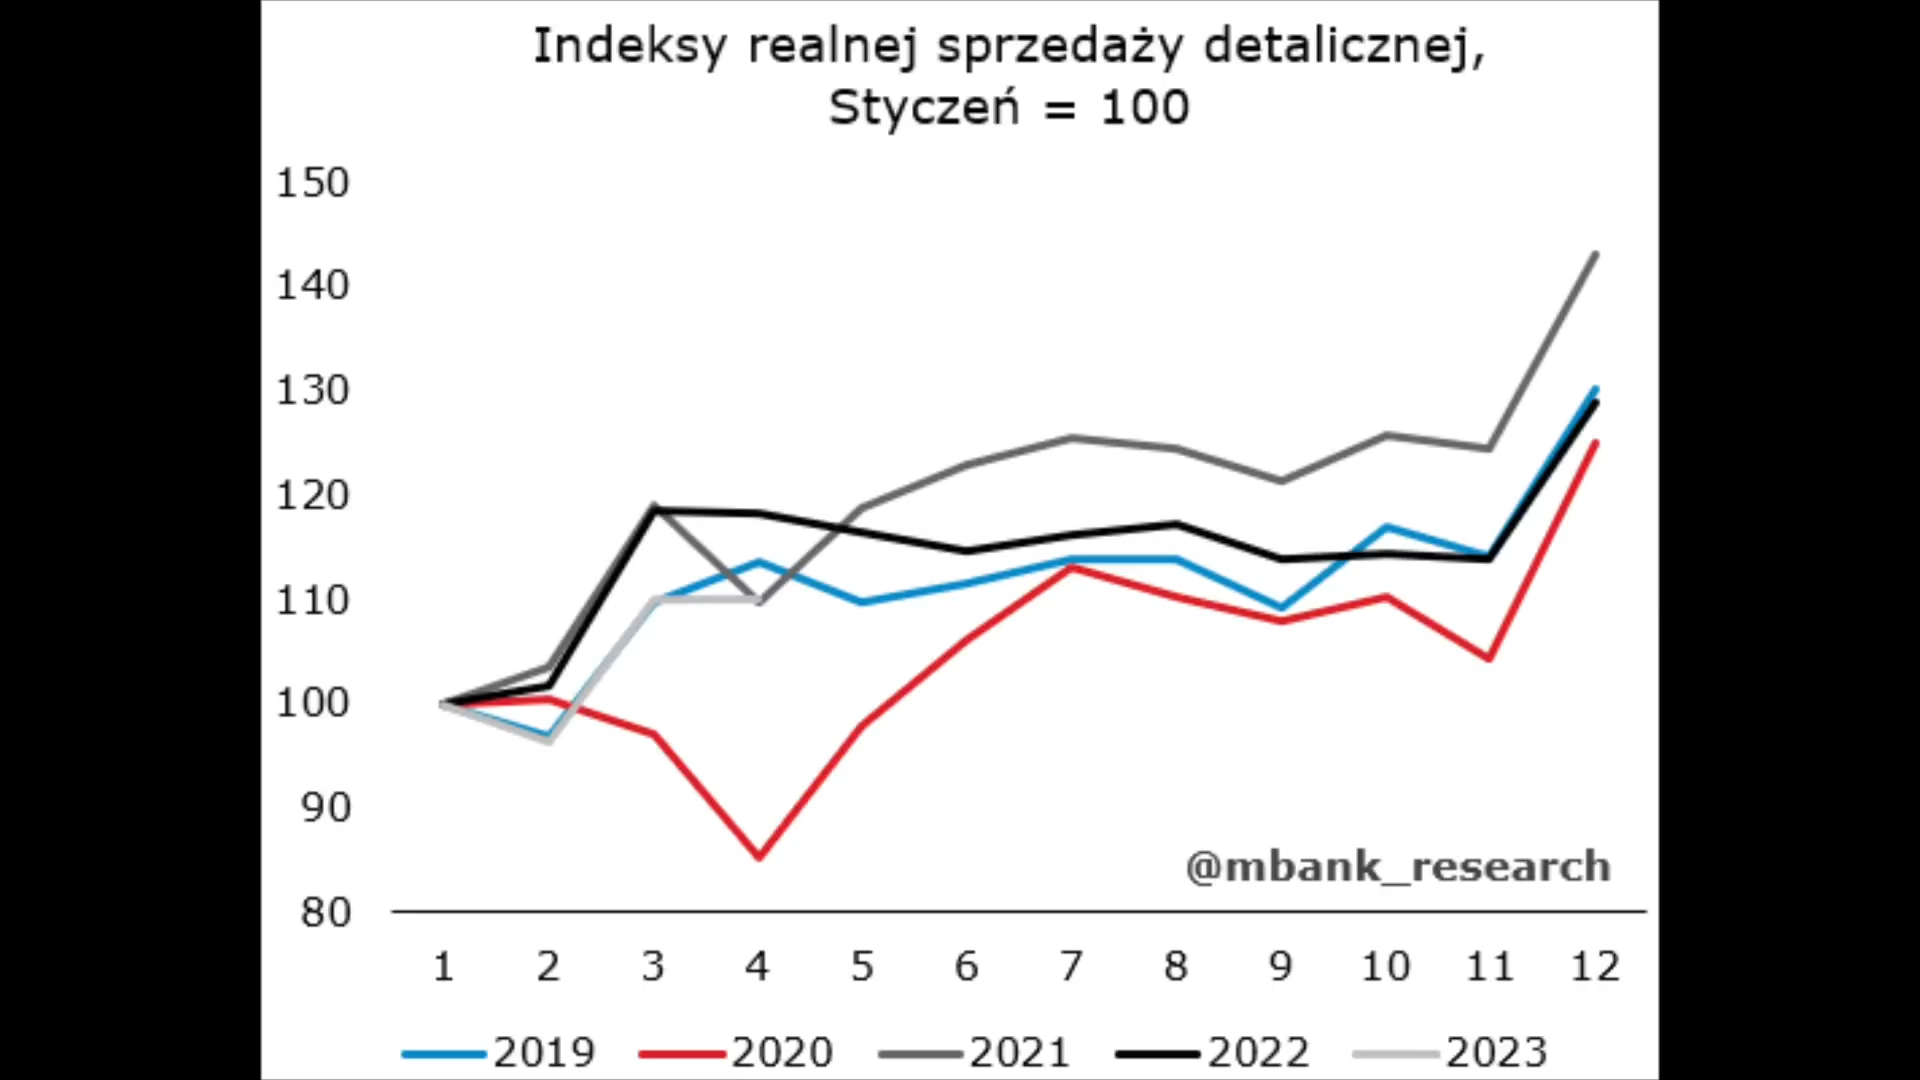 Indeksy realnej sprzedaży detalicznej,
Styczeń = 100
150
140
130
120
110
100
90
80
@mbank_research
1 2 3 4 5 6 7 8 9 10 11 12
2019 2020 2021 2022 2023